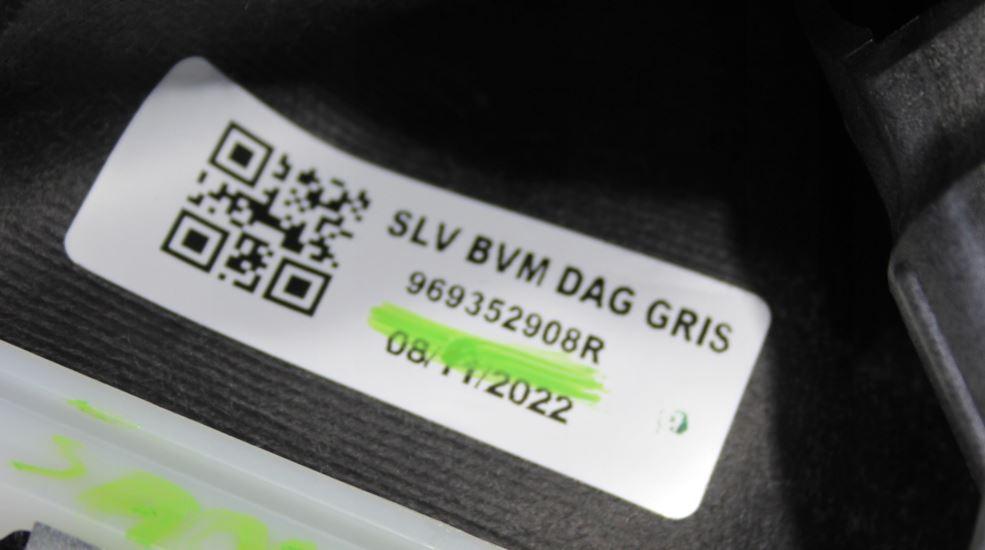 SLV BVM DAG GRIS
969352908R
08/11/2022